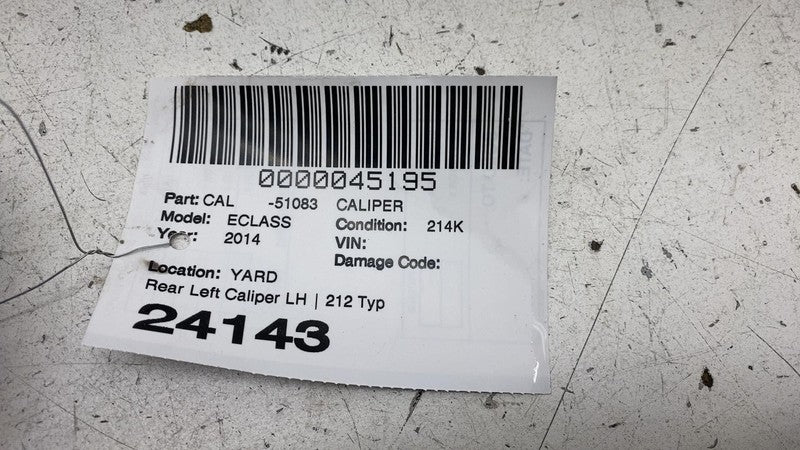 0000045195
Part: CAL -51083 CALIPER
Model: ECLASS Condition: 214K
Year: 2014 VIN:
Damage Code:
Location: YARD
Rear Left Caliper LH | 212 Typ
24143